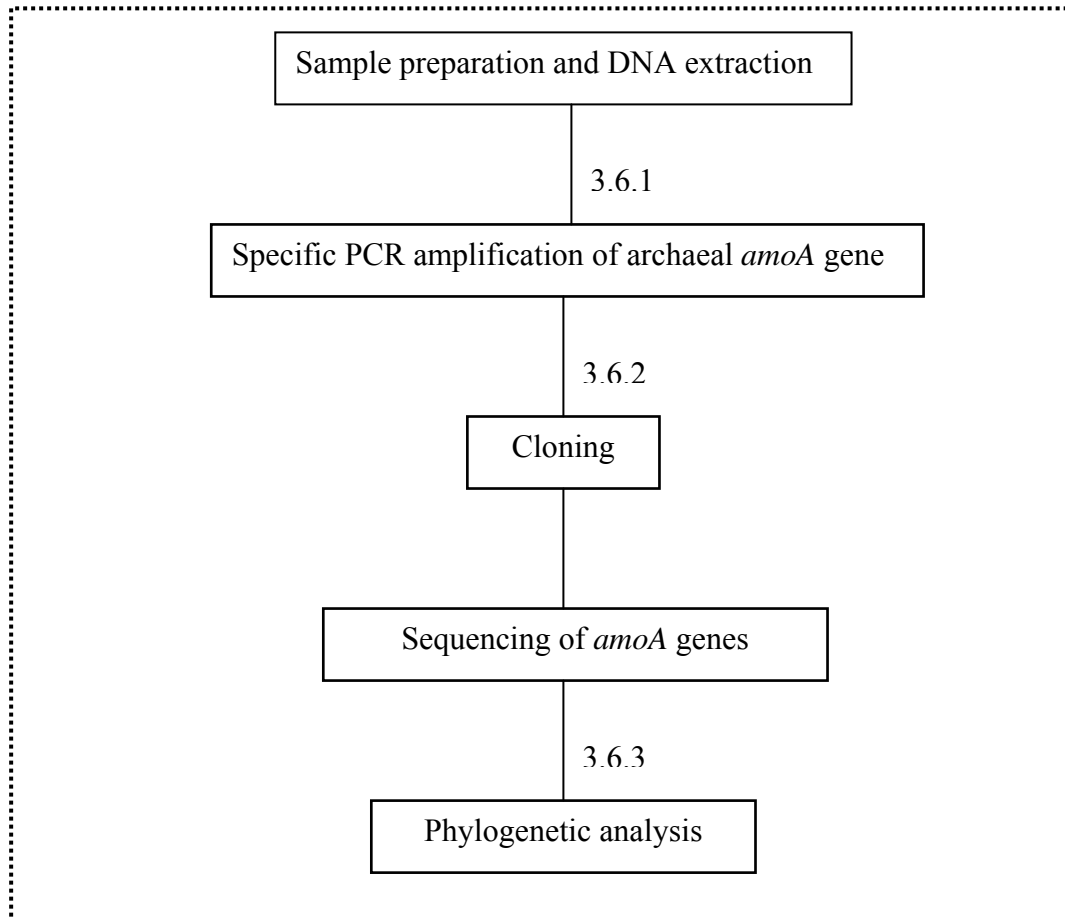 Sample preparation and DNA extraction
3.6.1
Specific PCR amplification of archaeal amoA gene
3.6.2
Cloning
Sequencing of amoA genes
3.6.3
Phylogenetic analysis